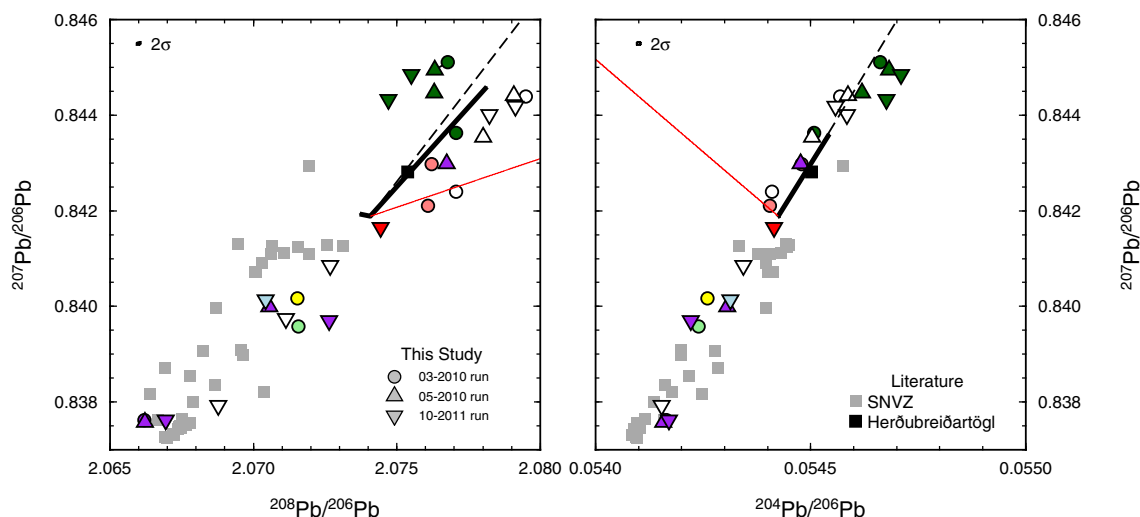 0.846
0.844
0.842
0.840
0.838
²⁰⁷Pb/²⁰⁶Pb
2σ
This Study
03-2010 run
05-2010 run
10-2011 run
2.065
2.070
2.075
2.080
²⁰⁸Pb/²⁰⁶Pb
2σ
Literature
SNVZ
Herðubreiðartögl
0.0540
0.0545
0.0550
²⁰⁴Pb/²⁰⁶Pb
0.846
0.844
0.842
0.840
0.838
²⁰⁷Pb/²⁰⁶Pb